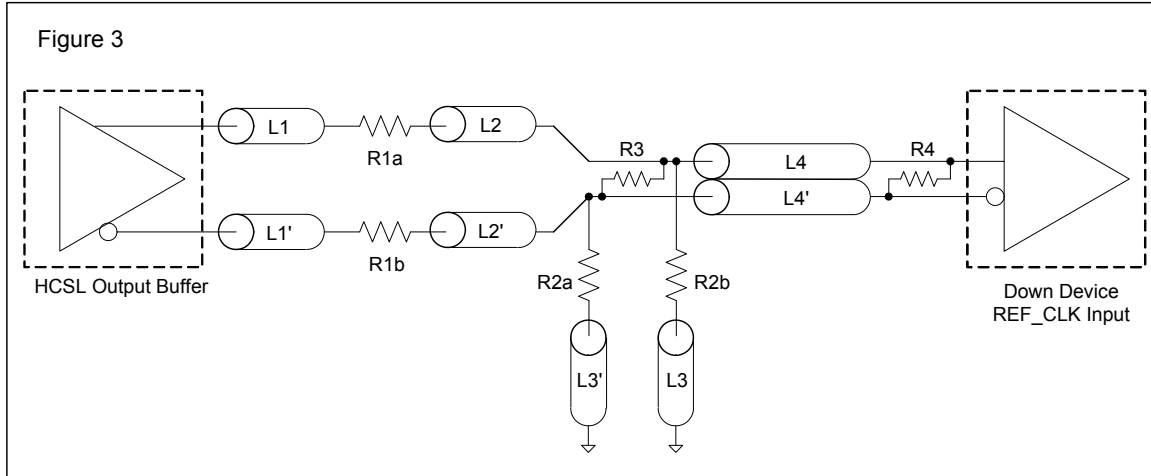 Figure 3
L1
R1a
L2
R3
L4
R4
L1'
R1b
L2'
L4'
HCSL Output Buffer
R2a
R2b
L3'
L3
Down Device
REF_CLK Input